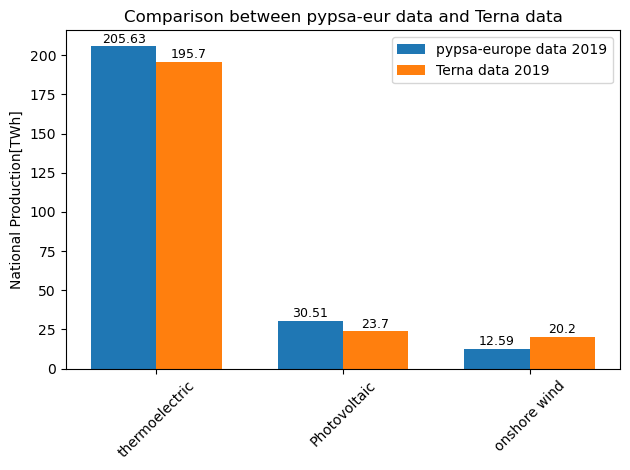 Comparison between pypsa-eur data and Terna data
205.63
195.7
pypsa-europe data 2019
Terna data 2019
National Production[TWh]
200
175
150
125
100
75
50
25
0
30.51
23.7
12.59
20.2
thermoelectric
Photovoltaic
onshore wind